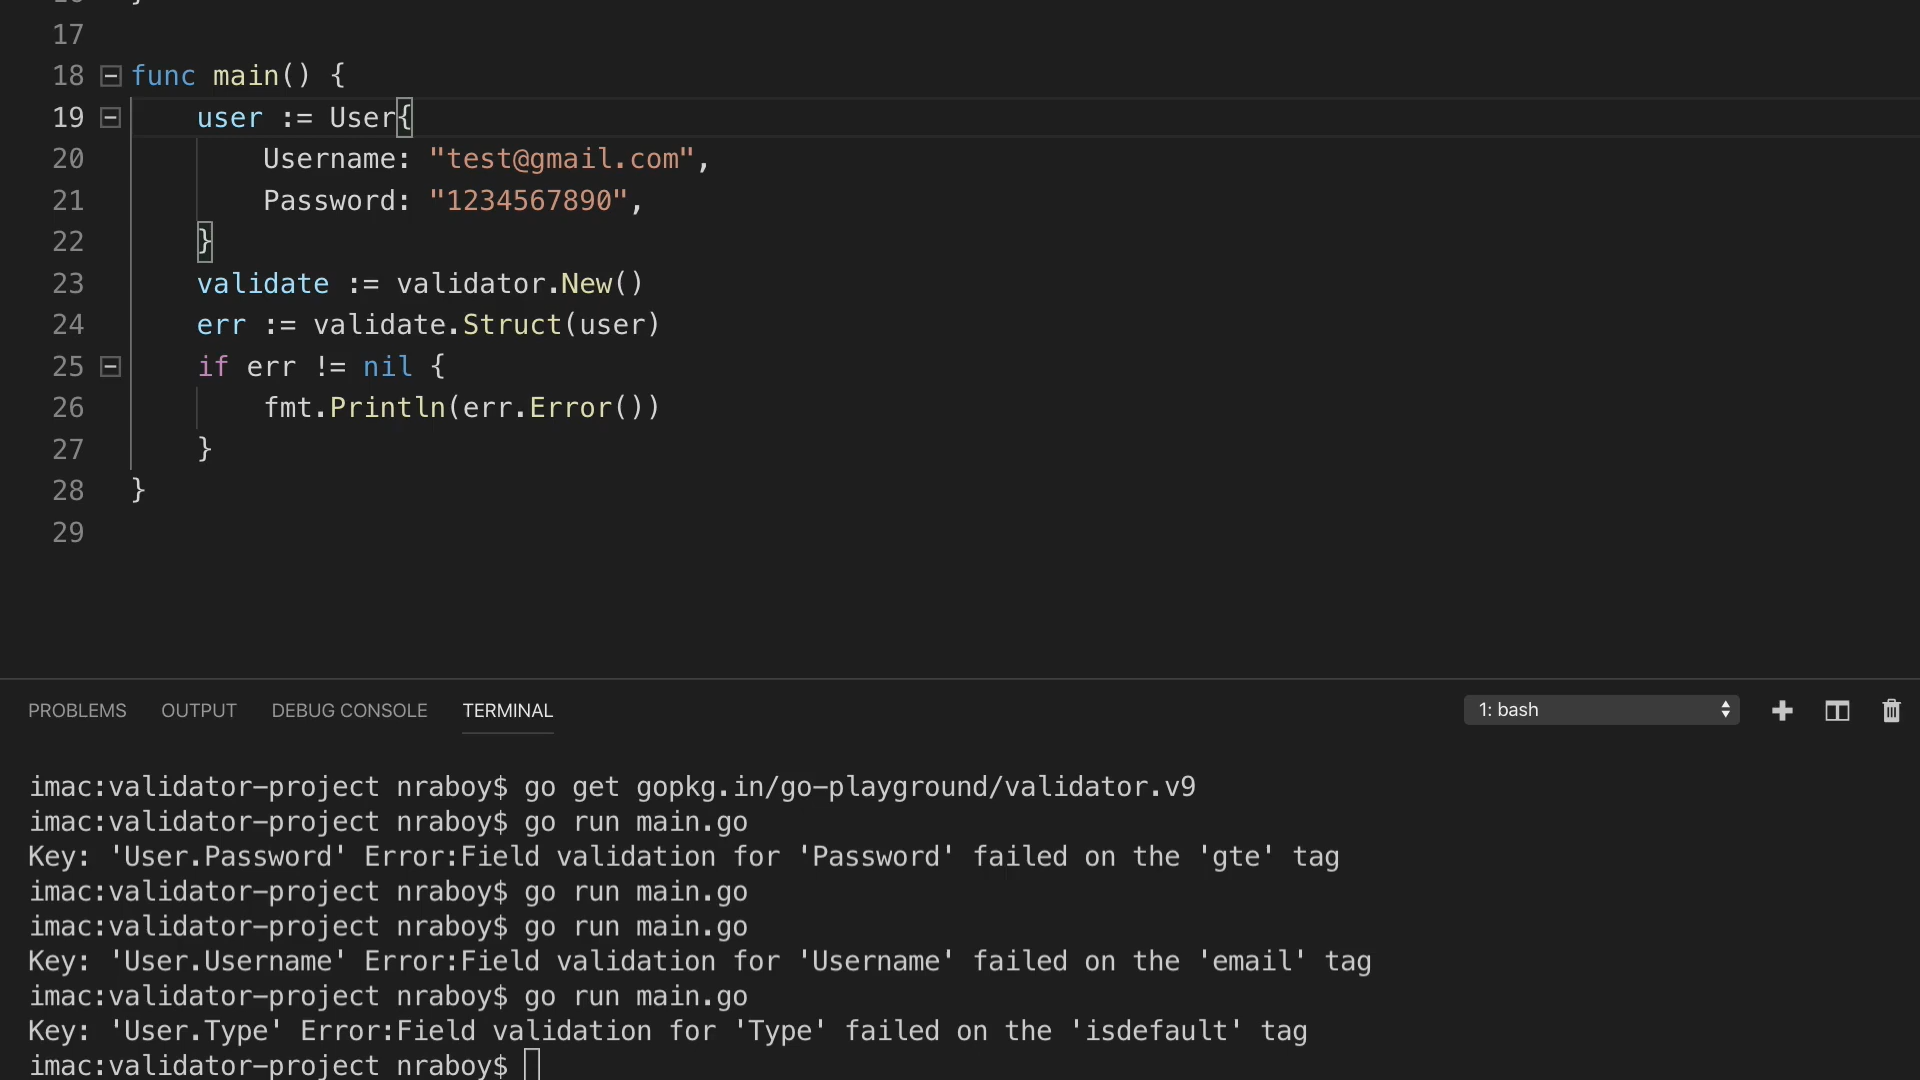 17
18 func main() {
19 user := User{
20 Username: "test@gmail.com",
21 Password: "1234567890",
22 }
23 validate := validator.New()
24 err := validate.Struct(user)
25 if err != nil {
26 fmt.Println(err.Error())
27 }
28 }
29
PROBLEMS OUTPUT DEBUG CONSOLE TERMINAL 1: bash
imac:validator-project nraboy$ go get gopkg.in/go-playground/validator.v9
imac:validator-project nraboy$ go run main.go
Key: 'User.Password' Error:Field validation for 'Password' failed on the 'gte' tag
imac:validator-project nraboy$ go run main.go
imac:validator-project nraboy$ go run main.go
Key: 'User.Username' Error:Field validation for 'Username' failed on the 'email' tag
imac:validator-project nraboy$ go run main.go
Key: 'User.Type' Error:Field validation for 'Type' failed on the 'isdefault' tag
imac:validator-project nraboy$